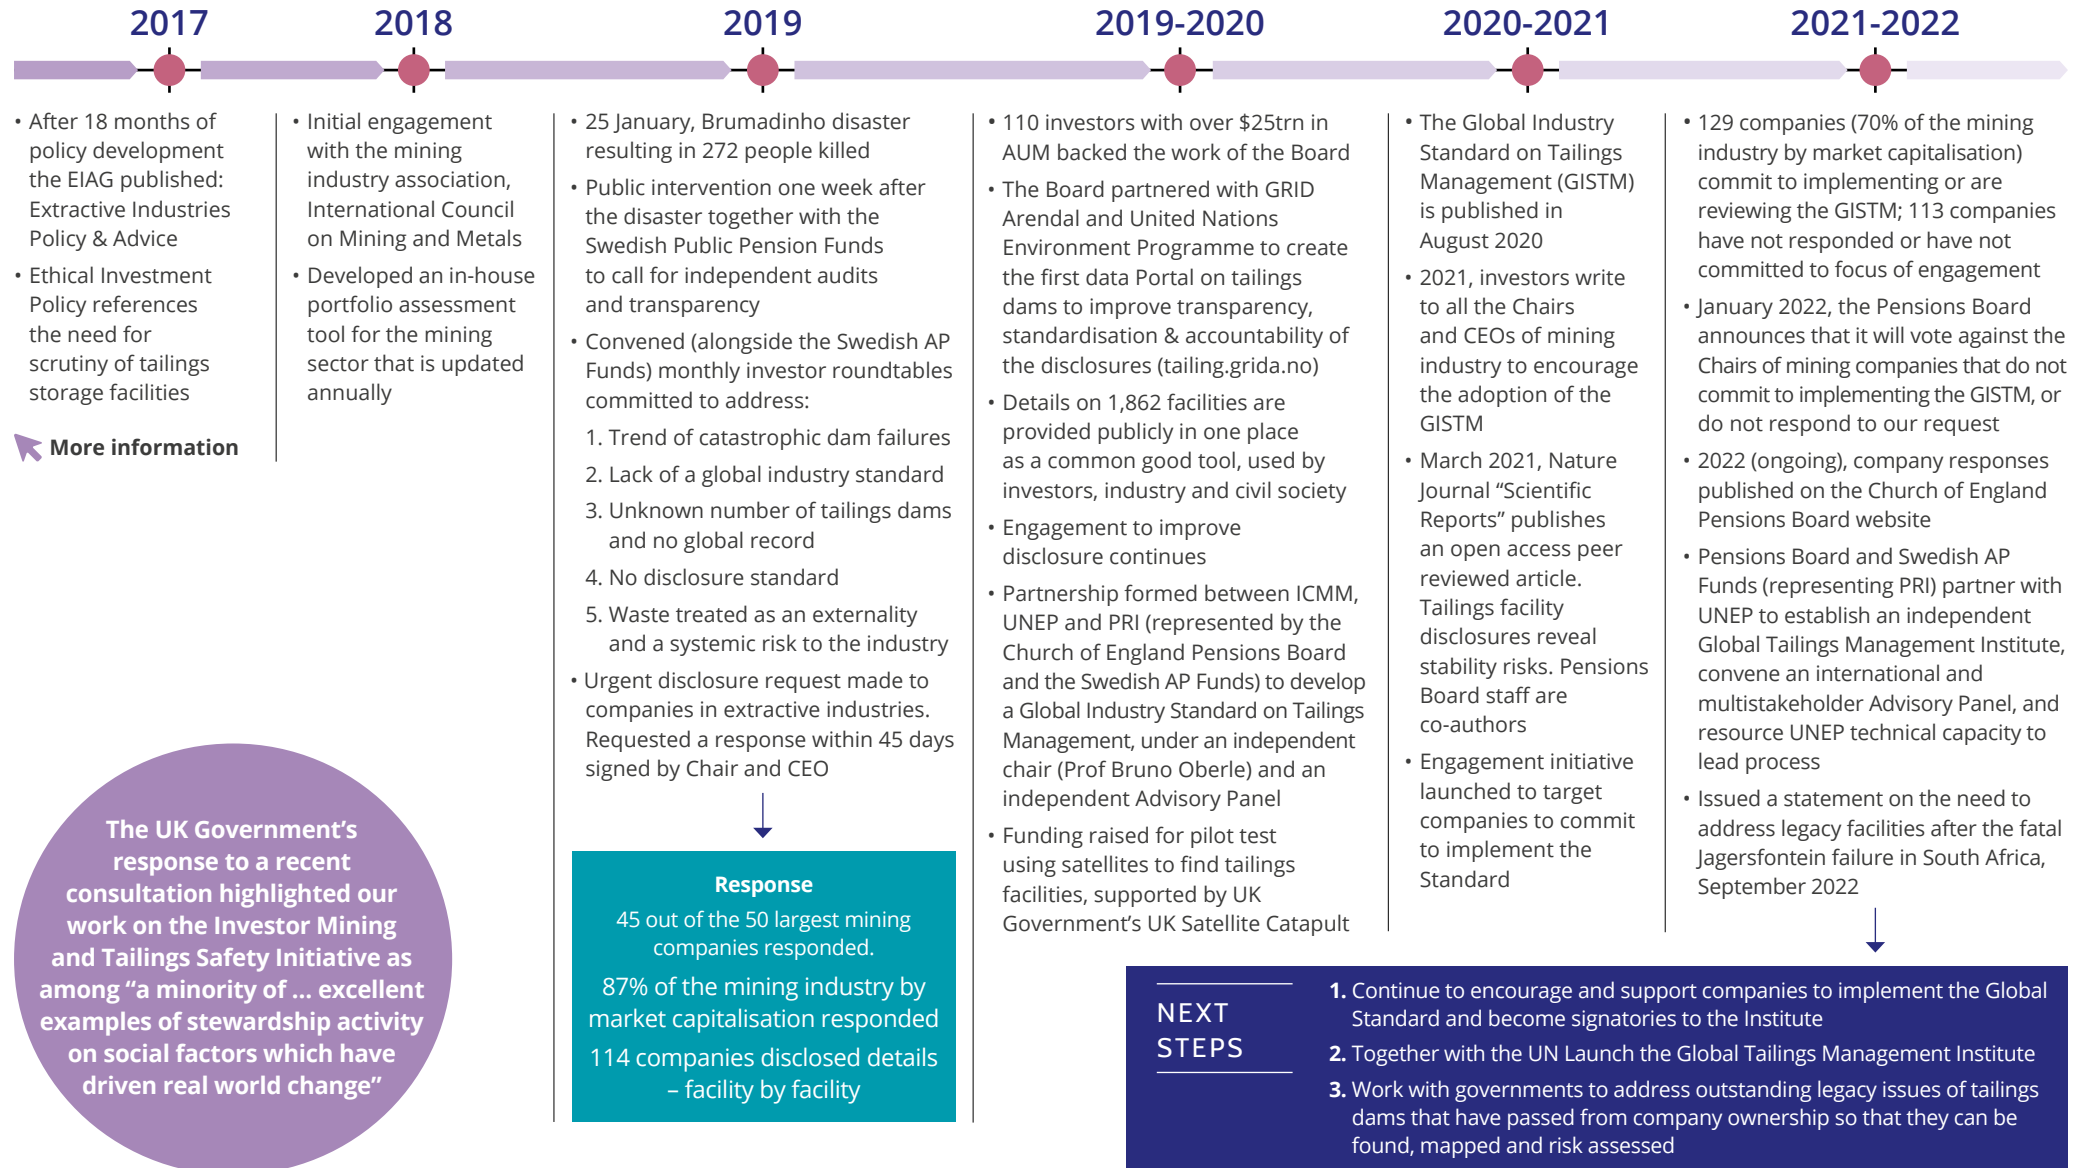 2017
• After 18 months of
policy development
the EIAG published:
Extractive Industries
Policy & Advice
• Ethical Investment
Policy references
the need for
scrutiny of tailings
storage facilities
More information
2018
• Initial engagement
with the mining
industry association,
International Council
on Mining and Metals
• Developed an in-house
portfolio assessment
tool for the mining
sector that is updated
annually
2019
• 25 January, Brumadinho disaster
resulting in 272 people killed
• Public intervention one week after
the disaster together with the
Swedish Public Pension Funds
to call for independent audits
and transparency
• Convened (alongside the Swedish AP
Funds) monthly investor roundtables
committed to address:
1. Trend of catastrophic dam failures
2. Lack of a global industry standard
3. Unknown number of tailings dams
and no global record
4. No disclosure standard
5. Waste treated as an externality
and a systemic risk to the industry
• Urgent disclosure request made to
companies in extractive industries.
Requested a response within 45 days
signed by Chair and CEO
Response
45 out of the 50 largest mining
companies responded.
87% of the mining industry by
market capitalisation responded
114 companies disclosed details
– facility by facility
2019-2020
• 110 investors with over $25trn in
AUM backed the work of the Board
• The Board partnered with GRID
Arendal and United Nations
Environment Programme to create
the first data Portal on tailings
dams to improve transparency,
standardisation & accountability of
the disclosures (tailing.grida.no)
• Details on 1,862 facilities are
provided publicly in one place
as a common good tool, used by
investors, industry and civil society
• Engagement to improve
disclosure continues
• Partnership formed between ICMM,
UNEP and PRI (represented by the
Church of England Pensions Board
and the Swedish AP Funds) to develop
a Global Industry Standard on Tailings
Management, under an independent
chair (Prof Bruno Oberle) and an
independent Advisory Panel
• Funding raised for pilot test
using satellites to find tailings
facilities, supported by UK
Government’s UK Satellite Catapult
2020-2021
• The Global Industry
Standard on Tailings
Management (GISTM)
is published in
August 2020
• 2021, investors write
to all the Chairs
and CEOs of mining
industry to encourage
the adoption of the
GISTM
• March 2021, Nature
Journal “Scientific
Reports” publishes
an open access peer
reviewed article.
Tailings facility
disclosures reveal
stability risks. Pensions
Board staff are
co-authors
• Engagement initiative
launched to target
companies to commit
to implement the
Standard
2021-2022
• 129 companies (70% of the mining
industry by market capitalisation)
commit to implementing or are
reviewing the GISTM; 113 companies
have not responded or have not
committed to focus of engagement
• January 2022, the Pensions Board
announces that it will vote against the
Chairs of mining companies that do not
commit to implementing the GISTM, or
do not respond to our request
• 2022 (ongoing), company responses
published on the Church of England
Pensions Board website
• Pensions Board and Swedish AP
Funds (representing PRI) partner with
UNEP to establish an independent
Global Tailings Management Institute,
convene an international and
multistakeholder Advisory Panel, and
resource UNEP technical capacity to
lead process
• Issued a statement on the need to
address legacy facilities after the fatal
Jagersfontein failure in South Africa,
September 2022
The UK Government’s
response to a recent
consultation highlighted our
work on the Investor Mining
and Tailings Safety Initiative as
among “a minority of ... excellent
examples of stewardship activity
on social factors which have
driven real world change”
NEXT
STEPS
1. Continue to encourage and support companies to implement the Global
Standard and become signatories to the Institute
2. Together with the UN Launch the Global Tailings Management Institute
3. Work with governments to address outstanding legacy issues of tailings
dams that have passed from company ownership so that they can be
found, mapped and risk assessed